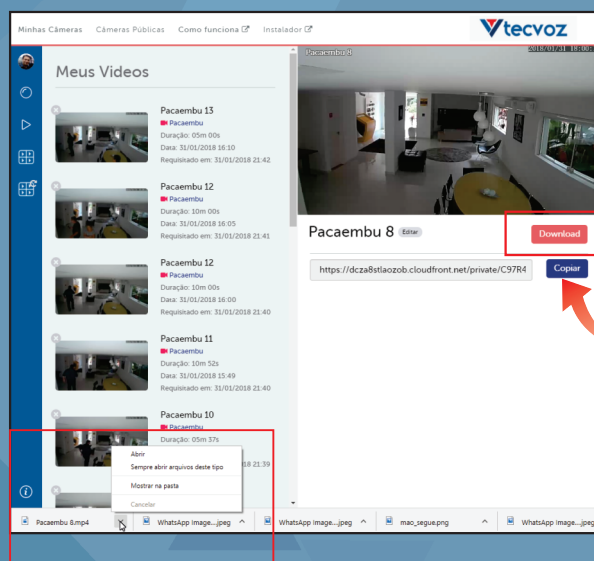 Minhas Câmeras Câmeras Públicas Como funciona Instalador
tecvoz
Meus Videos
Pacaembu 13
Pacaembu
Duração: 05m 00s
Data: 31/01/2018 16:10
Requisitado em: 31/01/2018 21:42
Pacaembu 12
Pacaembu
Duração: 10m 00s
Data: 31/01/2018 16:05
Requisitado em: 31/01/2018 21:41
Pacaembu 12
Pacaembu
Duração: 10m 00s
Data: 31/01/2018 16:00
Requisitado em: 31/01/2018 21:40
Pacaembu 11
Pacaembu
Duração: 10m 52s
Data: 31/01/2018 15:49
Requisitado em: 31/01/2018 21:40
Pacaembu 10
Pacaembu
Duração: 05m 37s
18 21:39
Abrir
Sempre abrir arquivos deste tipo
Mostrar na pasta
Cancelar
Pacaembu 8
Pacaembu 8 Editar
Download
https://dcza8stlaozob.cloudfront.net/private/C97R4
Copiar
Pacaembu 8.mp4
WhatsApp Image...jpeg
WhatsApp Image...jpeg
mao_segue.png
WhatsApp Image...jpeg